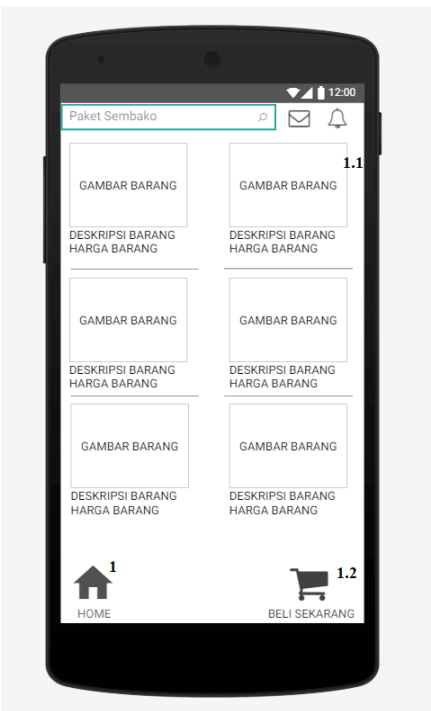 12:00
Paket Sembako
1.1
GAMBAR BARANG GAMBAR BARANG
DESKRIPSI BARANG DESKRIPSI BARANG
HARGA BARANG HARGA BARANG
GAMBAR BARANG GAMBAR BARANG
DESKRIPSI BARANG DESKRIPSI BARANG
HARGA BARANG HARGA BARANG
GAMBAR BARANG GAMBAR BARANG
DESKRIPSI BARANG DESKRIPSI BARANG
HARGA BARANG HARGA BARANG
1 1.2
HOME BELI SEKARANG